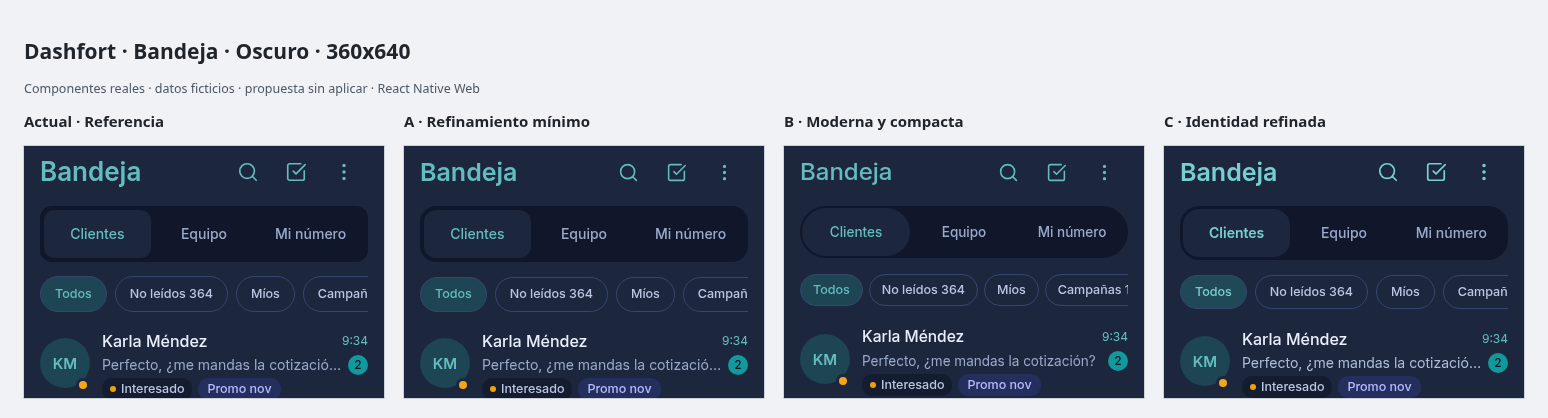 Dashfort · Bandeja · Oscuro · 360x640
Componentes reales · datos ficticios · propuesta sin aplicar · React Native Web
Actual · Referencia
Bandeja
Clientes Equipo Mi número
Todos No leídos 364 Míos Campañ
KM Karla Méndez 9:34
Perfecto, ¿me mandas la cotizació... 2
Interesado Promo nov
A · Refinamiento mínimo
Bandeja
Clientes Equipo Mi número
Todos No leídos 364 Míos Campañ
KM Karla Méndez 9:34
Perfecto, ¿me mandas la cotizació... 2
Interesado Promo nov
B · Moderna y compacta
Bandeja
Clientes Equipo Mi número
Todos No leídos 364 Míos Campañas 1
KM Karla Méndez 9:34
Perfecto, ¿me mandas la cotización? 2
Interesado Promo nov
C · Identidad refinada
Bandeja
Clientes Equipo Mi número
Todos No leídos 364 Míos Campañ
KM Karla Méndez 9:34
Perfecto, ¿me mandas la cotizació... 2
Interesado Promo nov